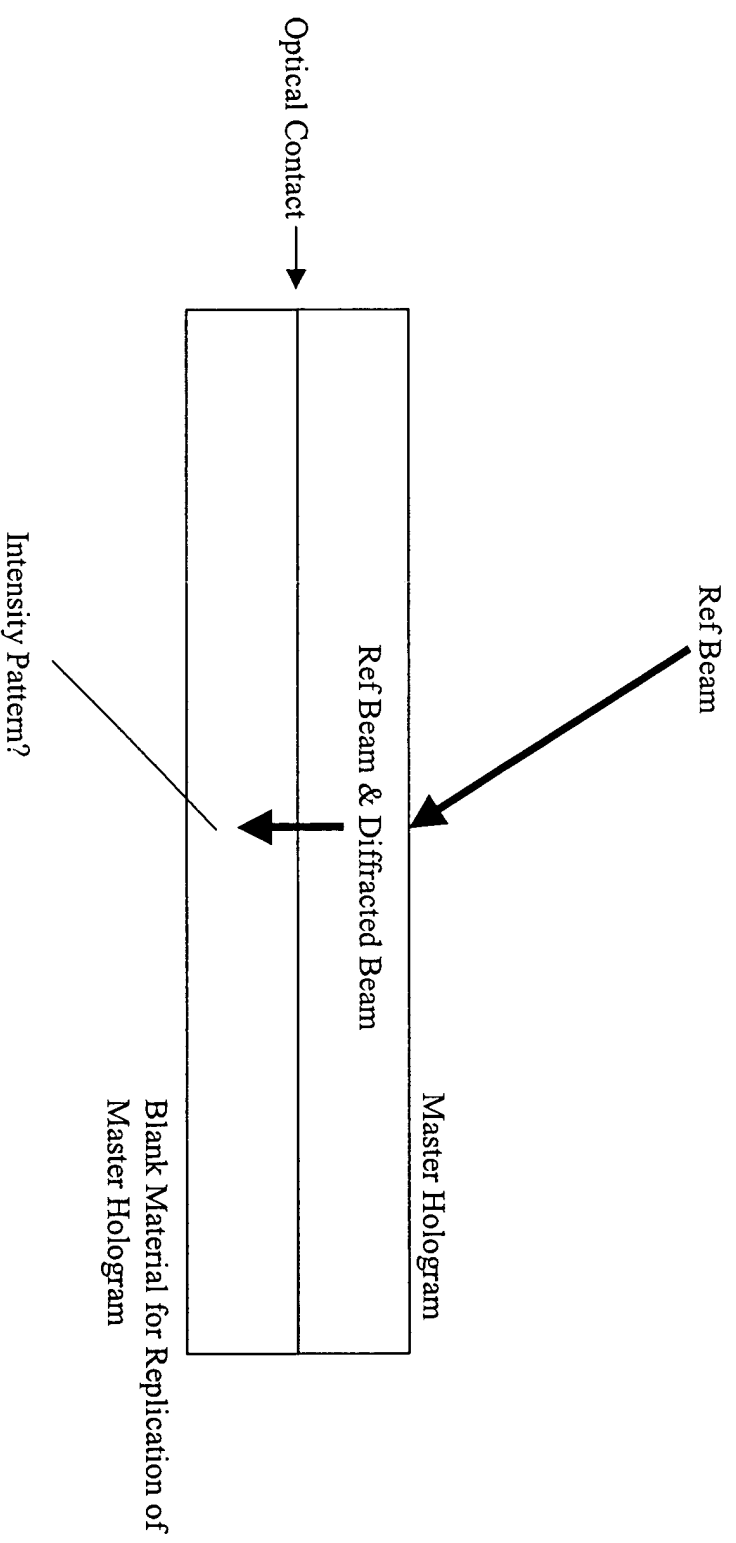 Ref Beam
Master Hologram
Ref Beam & Diffracted Beam
Optical Contact
Blank Material for Replication of
Master Hologram
Intensity Pattern?